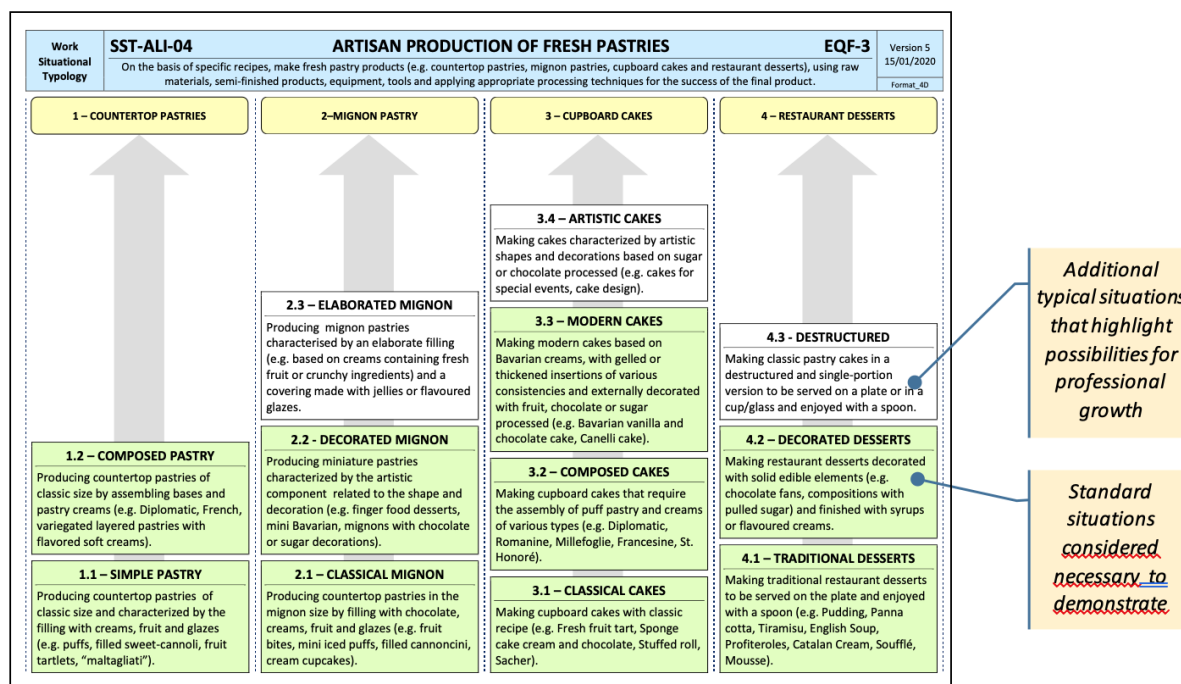 Work
Situational
Typology
SST-ALI-04
ARTISAN PRODUCTION OF FRESH PASTRIES
EQF-3
On the basis of specific recipes, make fresh pastry products (e.g. countertop pastries, mignon pastries, cupboard cakes and restaurant desserts), using raw
materials, semi-finished products, equipment, tools and applying appropriate processing techniques for the success of the final product.
Version 5
15/01/2020
Format_4D
1 – COUNTERTOP PASTRIES
2–MIGNON PASTRY
3 – CUPBOARD CAKES
4 – RESTAURANT DESSERTS
1.2 – COMPOSED PASTRY
Producing countertop pastries of
classic size by assembling bases and
pastry creams (e.g. Diplomatic, French,
variegated layered pastries with
flavored soft creams).
1.1 – SIMPLE PASTRY
Producing countertop pastries of
classic size and characterized by the
filling with creams, fruit and glazes
(e.g. puffs, filled sweet-cannoli, fruit
tartlets, “maltagliati”).
2.3 – ELABORATED MIGNON
Producing mignon pastries
characterised by an elaborate filling
(e.g. based on creams containing fresh
fruit or crunchy ingredients) and a
covering made with jellies or flavoured
glazes.
2.2 - DECORATED MIGNON
Producing miniature pastries
characterized by the artistic
component related to the shape and
decoration (e.g. finger food desserts,
mini Bavarian, mignons with chocolate
or sugar decorations).
2.1 – CLASSICAL MIGNON
Producing countertop pastries in the
mignon size by filling with chocolate,
creams, fruit and glazes (e.g. fruit
bites, mini iced puffs, filled cannoncini,
cream cupcakes).
3.4 – ARTISTIC CAKES
Making cakes characterized by artistic
shapes and decorations based on sugar
or chocolate processed (e.g. cakes for
special events, cake design).
3.3 – MODERN CAKES
Making modern cakes based on
Bavarian creams, with gelled or
thickened insertions of various
consistencies and externally decorated
with fruit, chocolate or sugar
processed (e.g. Bavarian vanilla and
chocolate cake, Canelli cake).
3.2 – COMPOSED CAKES
Making cupboard cakes that require
the assembly of puff pastry and creams
of various types (e.g. Diplomatic,
Romanine, Millefoglie, Francesine, St.
Honoré).
3.1 – CLASSICAL CAKES
Making cupboard cakes with classic
recipe (e.g. Fresh fruit tart, Sponge
cake cream and chocolate, Stuffed roll,
Sacher).
4.3 - DESTRUCTURED
Making classic pastry cakes in a
destructured and single-portion
version to be served on a plate or in a
cup/glass and enjoyed with a spoon.
4.2 – DECORATED DESSERTS
Making restaurant desserts decorated
with solid edible elements (e.g.
chocolate fans, compositions with
pulled sugar) and finished with syrups
or flavoured creams.
4.1 – TRADITIONAL DESSERTS
Making traditional restaurant desserts
to be served on the plate and enjoyed
with a spoon (e.g. Pudding, Panna
cotta, Tiramisu, English Soup,
Profiteroles, Catalan Cream, Soufflé,
Mousse).
Additional
typical situations
that highlight
possibilities for
professional
growth
Standard
situations
considered
necessary to
demonstrate